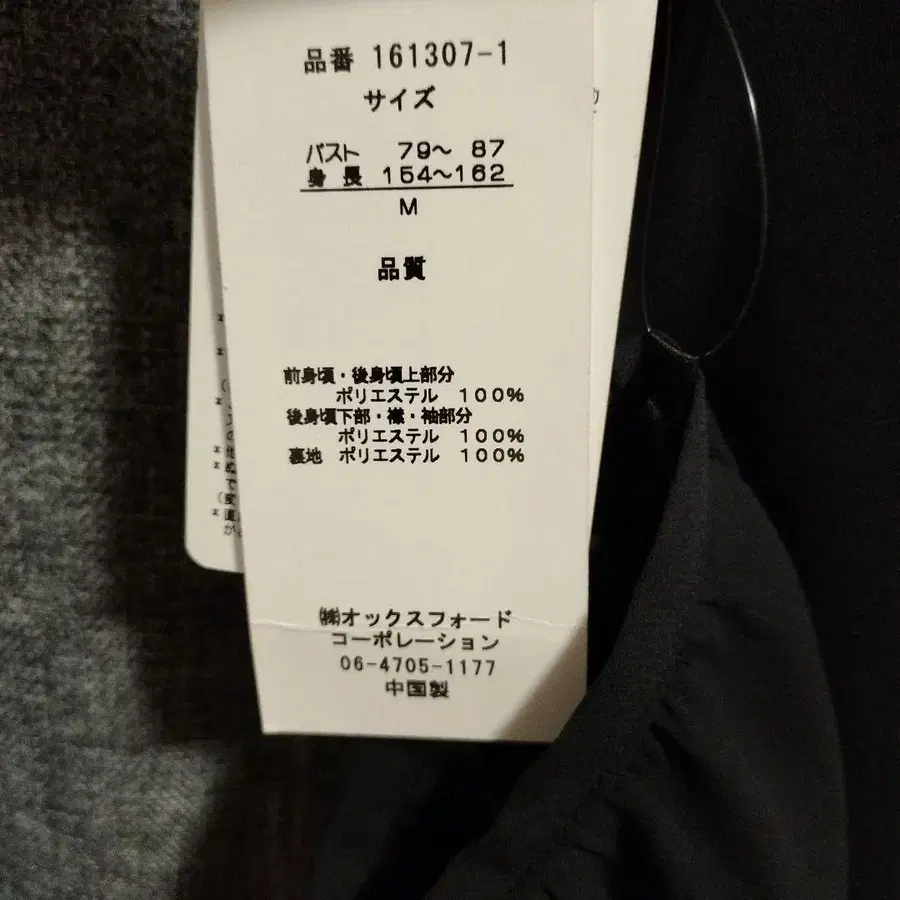 品番 161307-1
サイズ
バスト 79〜 87
身 長 154〜162
M
品質
前身頃・後身頃上部分
ポリエステル 100%
後身頃下部・襟・袖部分
ポリエステル 100%
裏地 ポリエステル 100%
㈱オックスフォード
コーポレーション
06-4705-1177
中国製